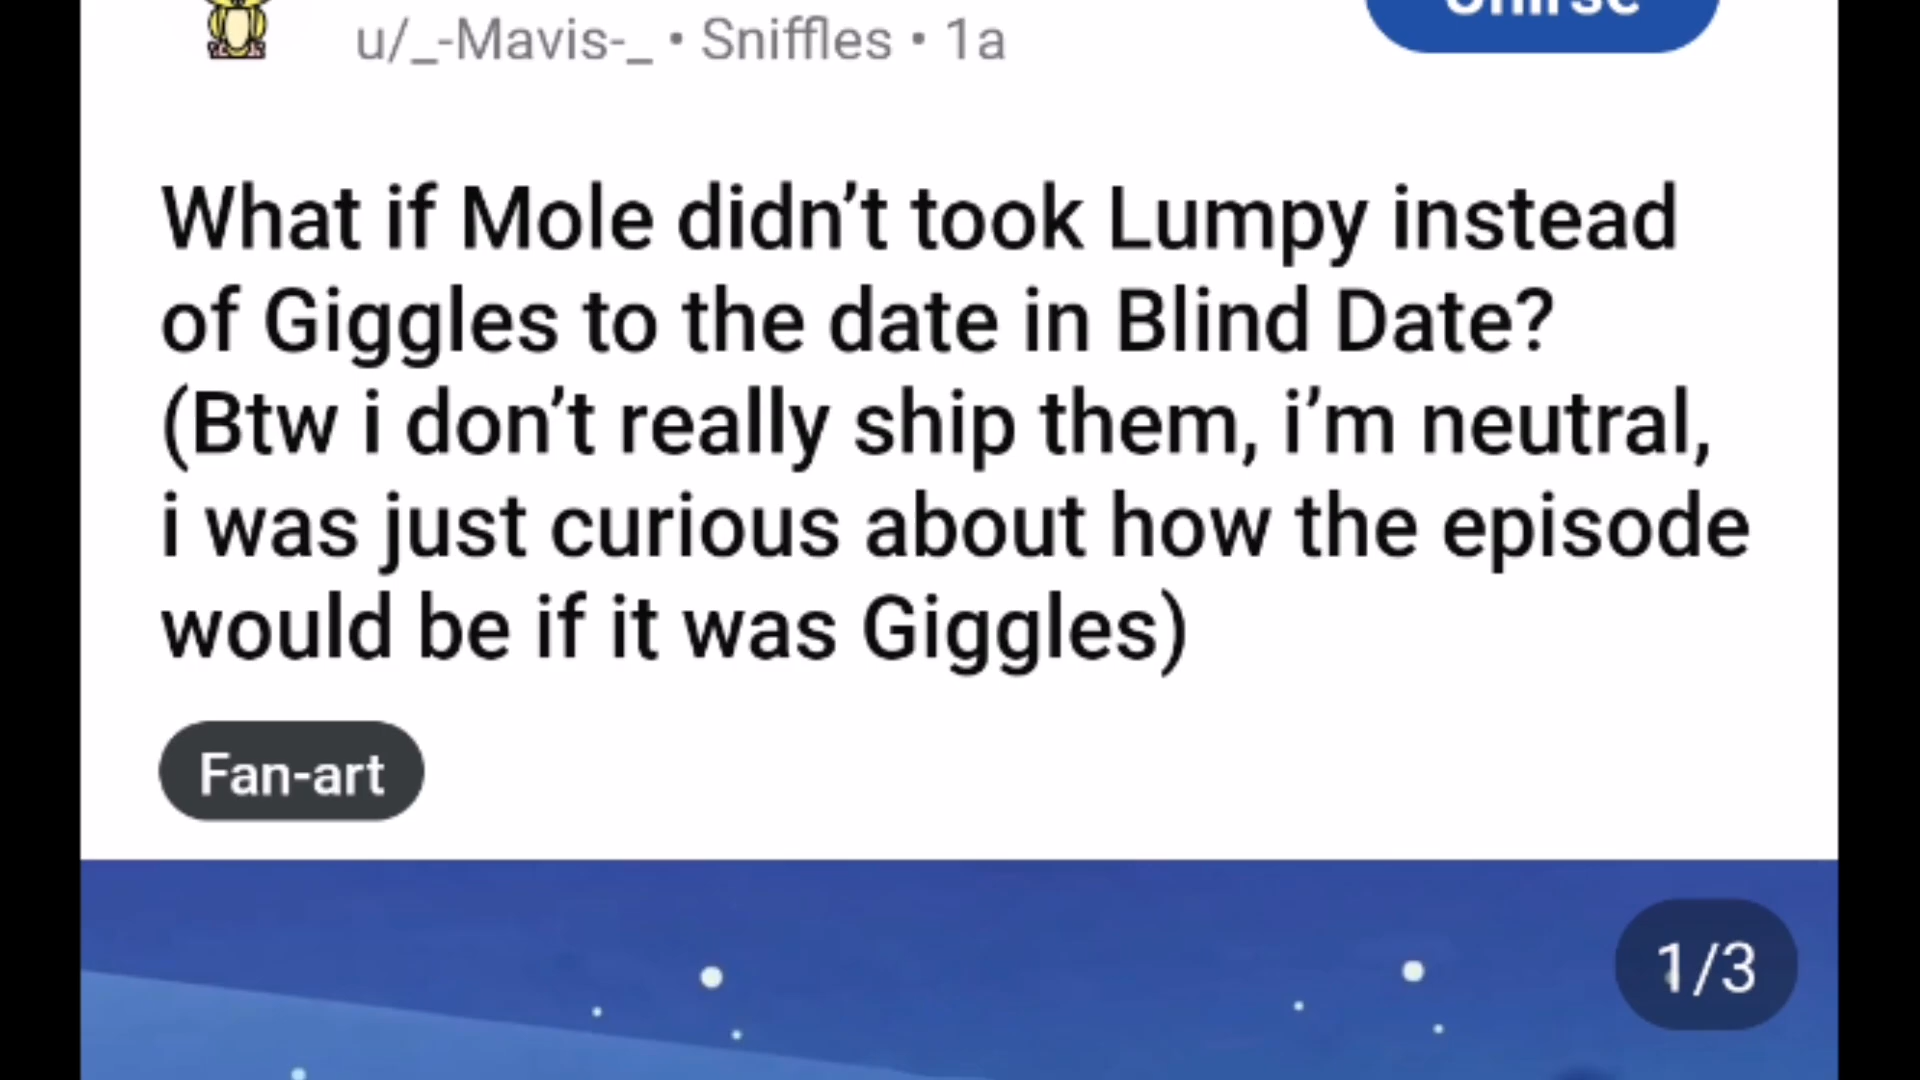 u/_-Mavis-_ • Sniffles • 1a
Unirse
What if Mole didn’t took Lumpy instead
of Giggles to the date in Blind Date?
(Btw i don’t really ship them, i’m neutral,
i was just curious about how the episode
would be if it was Giggles)
Fan-art
1/3